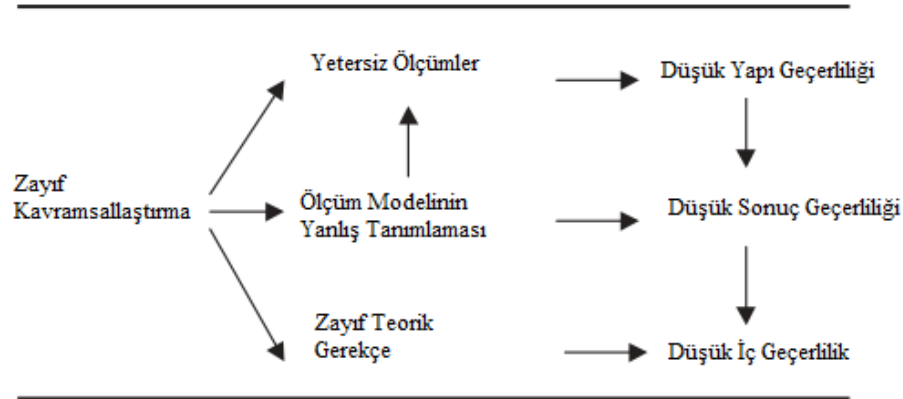 Yetersiz Ölçümler
Düşük Yapı Geçerliliği
Zayıf
Kavramsallaştırma
Ölçüm Modelinin
Yanlış Tanımlaması
Düşük Sonuç Geçerliliği
Zayıf Teorik
Gerekçe
Düşük İç Geçerlilik